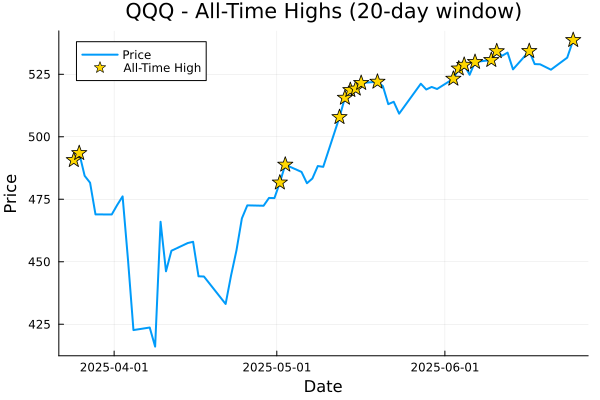 QQQ - All-Time Highs (20-day window)
Price
All-Time High
525
500
475
450
425
Price
2025-04-01
2025-05-01
2025-06-01
Date